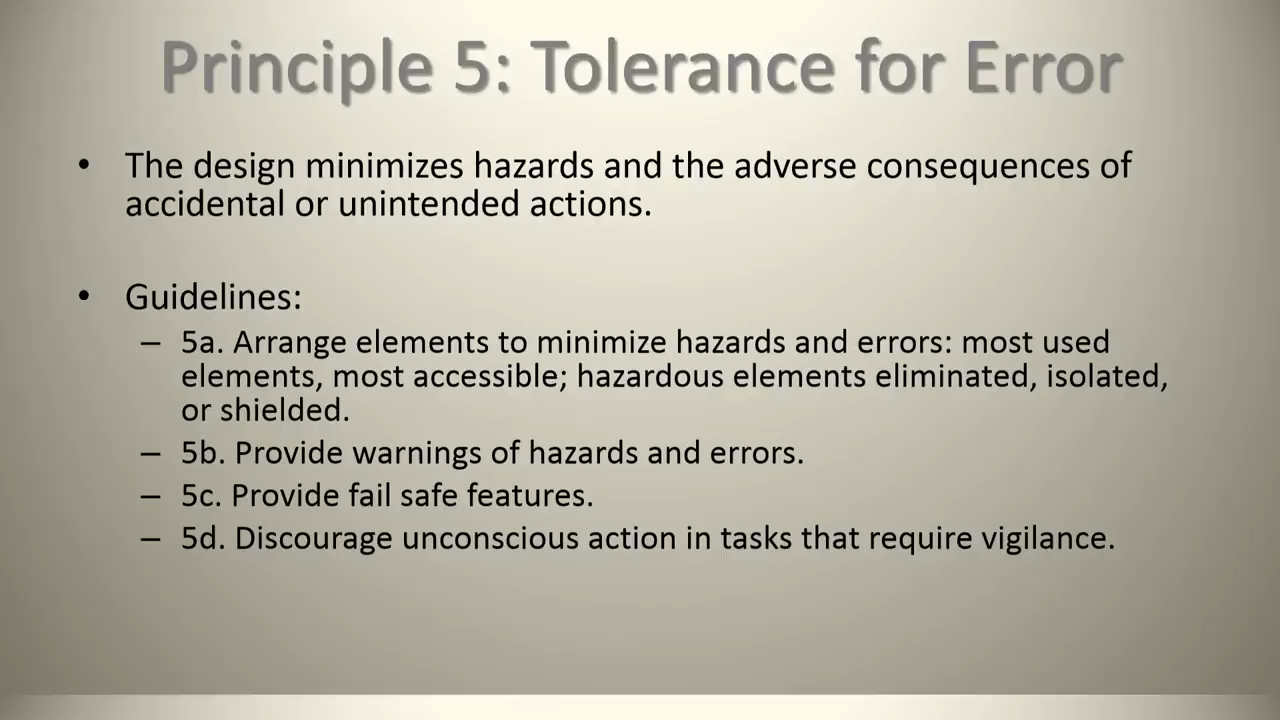 Principle 5: Tolerance for Error
• The design minimizes hazards and the adverse consequences of
accidental or unintended actions.
• Guidelines:
– 5a. Arrange elements to minimize hazards and errors: most used
elements, most accessible; hazardous elements eliminated, isolated,
or shielded.
– 5b. Provide warnings of hazards and errors.
– 5c. Provide fail safe features.
– 5d. Discourage unconscious action in tasks that require vigilance.